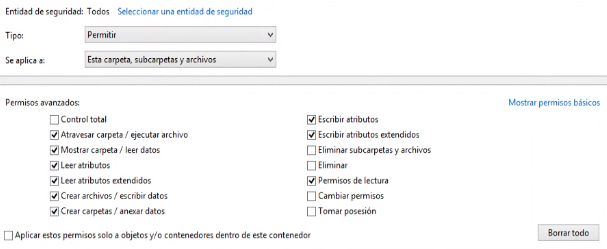 Entidad de seguridad: Todos Seleccionar una entidad de seguridad
Tipo: Permitir
Se aplica a: Esta carpeta, subcarpetas y archivos
Permisos avanzados: Mostrar permisos básicos
Control total Escribir atributos
Atravesar carpeta / ejecutar archivo Escribir atributos extendidos
Mostrar carpeta / leer datos Eliminar subcarpetas y archivos
Leer atributos Eliminar
Leer atributos extendidos Permisos de lectura
Crear archivos / escribir datos Cambiar permisos
Crear carpetas / anexar datos Tomar posesión
Aplicar estos permisos solo a objetos y/o contenedores dentro de este contenedor Borrar todo